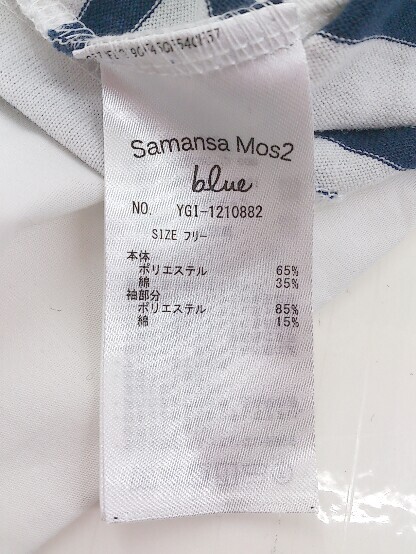 Samansa Mos2
blue
NO. YGI-1210882
SIZE フリー
本体
ポリエステル 65%
綿 35%
袖部分
ポリエステル 85%
綿 15%